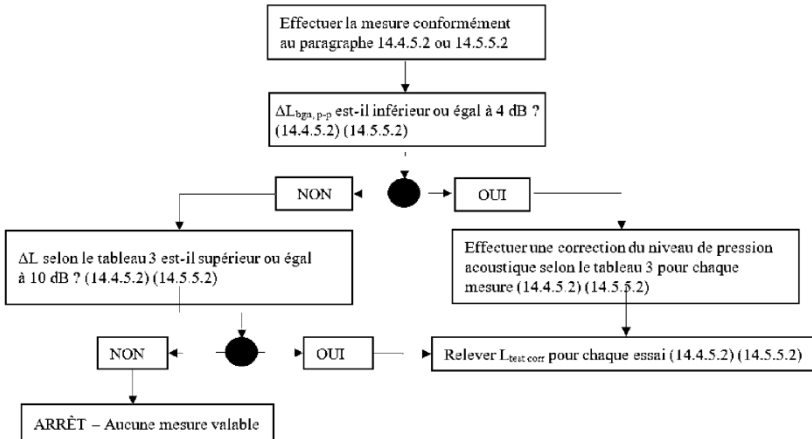 Effectuer la mesure conformément
au paragraphe 14.4.5.2 ou 14.5.5.2
ΔLbgn, p-p est-il inférieur ou égal à 4 dB ?
(14.4.5.2) (14.5.5.2)
NON
OUI
ΔL selon le tableau 3 est-il supérieur ou égal
à 10 dB ? (14.4.5.2) (14.5.5.2)
Effectuer une correction du niveau de pression
acoustique selon le tableau 3 pour chaque
mesure (14.4.5.2) (14.5.5.2)
NON
OUI
Relever Ltest corr pour chaque essai (14.4.5.2) (14.5.5.2)
ARRÊT – Aucune mesure valable